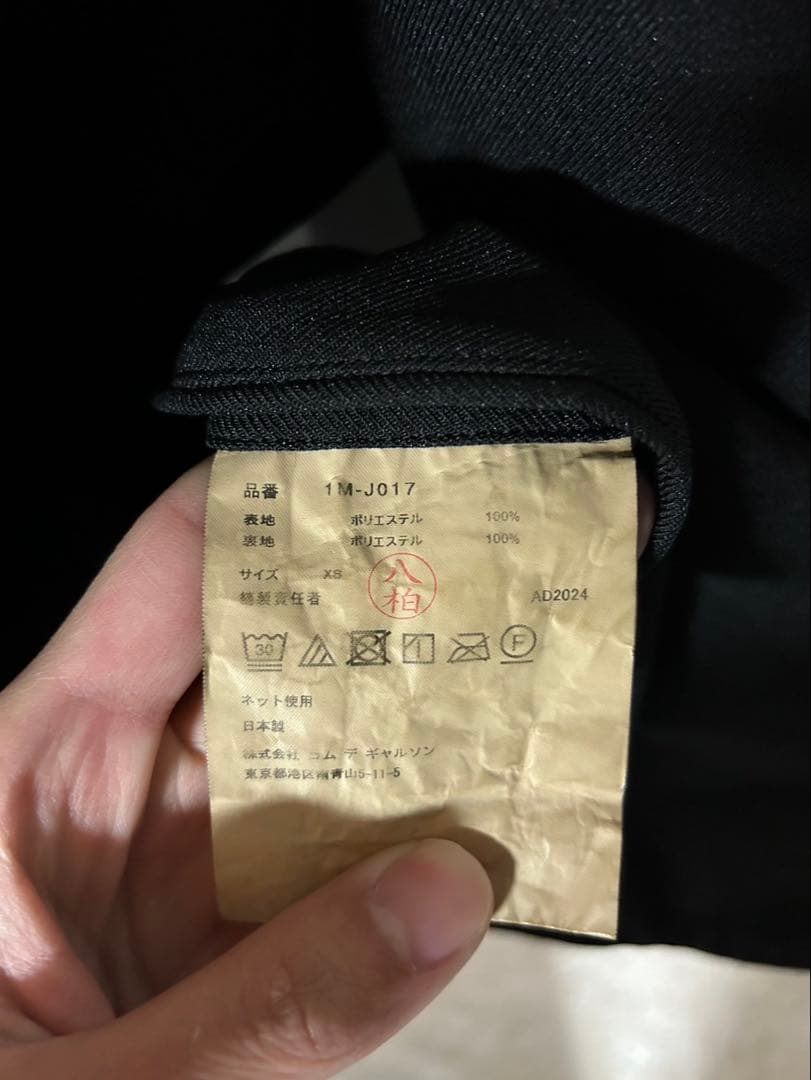 品番 1M-J017
表地 ポリエステル 100%
裏地 ポリエステル 100%
サイズ XS
八柏
縫製責任者 AD2024
30 F
ネット使用
日本製
株式会社 コム デ ギャルソン
東京都港区南青山5-11-5